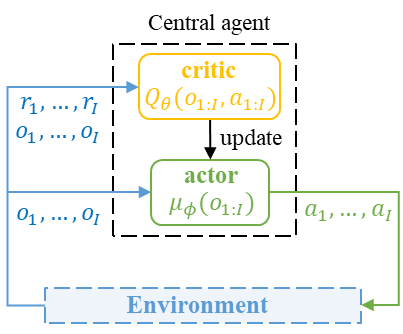 Central agent
critic
Q_θ(o_{1:I}, a_{1:I})
r_1, ..., r_I
o_1, ..., o_I
update
actor
μ_ϕ(o_{1:I})
o_1, ..., o_I
a_1, ..., a_I
Environment